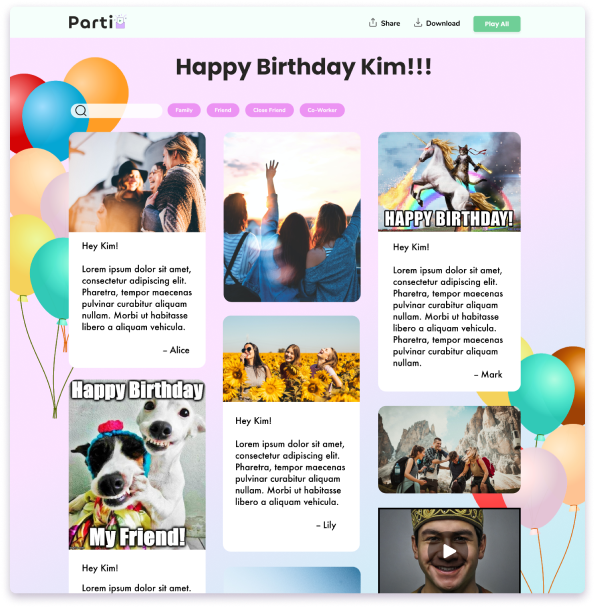 Parti
Share
Download
Play All
Happy Birthday Kim!!!
Family
Friend
Close Friend
Co-Worker
Hey Kim!
Lorem ipsum dolor sit amet,
consectetur adipiscing elit.
Pharetra, tempor maecenas
pulvinar curabitur aliquam
nullam. Morbi ut habitasse
libero a aliquam vehicula.
– Alice
Happy Birthday
My Friend!
Hey Kim!
Lorem ipsum dolor sit amet,
Hey Kim!
Lorem ipsum dolor sit amet,
consectetur adipiscing elit.
Pharetra, tempor maecenas
pulvinar curabitur aliquam
nullam. Morbi ut habitasse
libero a aliquam vehicula.
– Lily
HAPPY BIRTHDAY!
Hey Kim!
Lorem ipsum dolor sit amet,
consectetur adipiscing elit.
Pharetra, tempor maecenas
pulvinar curabitur aliquam
nullam. Morbi ut habitasse
libero a aliquam vehicula.
Pharetra, tempor maecenas
pulvinar curabitur aliquam
nullam.
– Mark